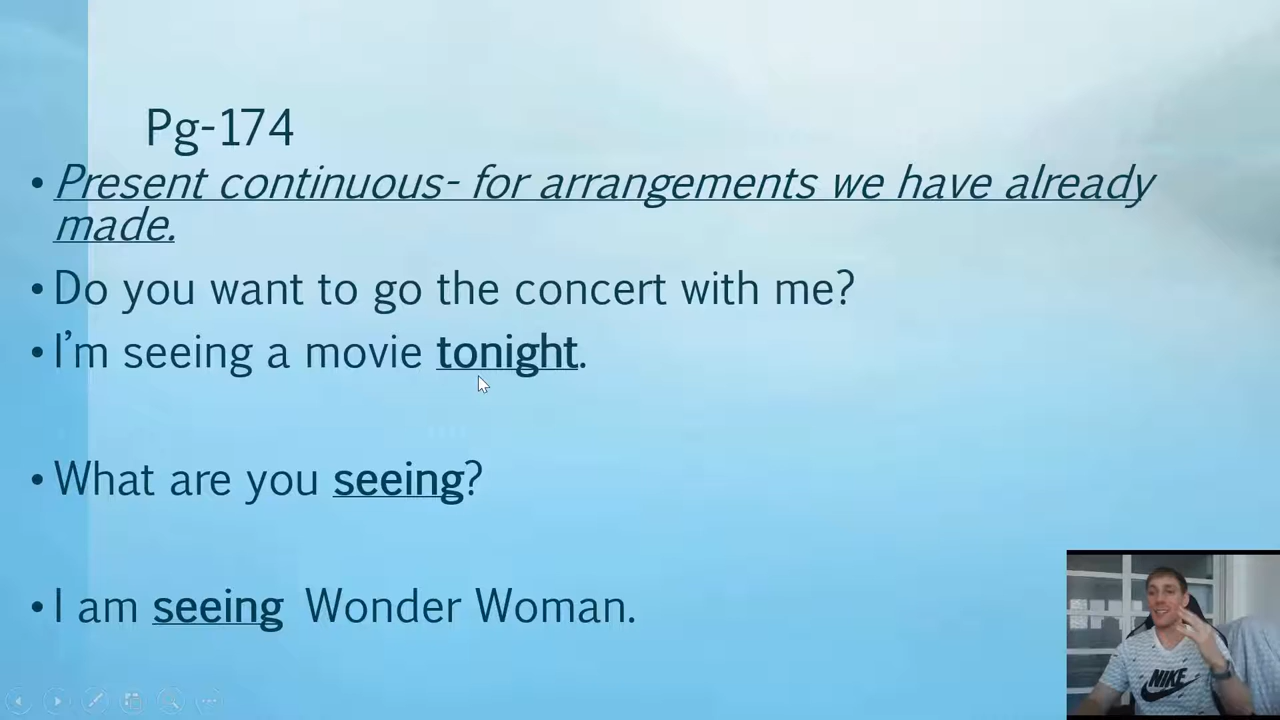 Pg-174
• Present continuous- for arrangements we have already
made.
• Do you want to go the concert with me?
• I’m seeing a movie tonight.
• What are you seeing?
• I am seeing Wonder Woman.
NIKE